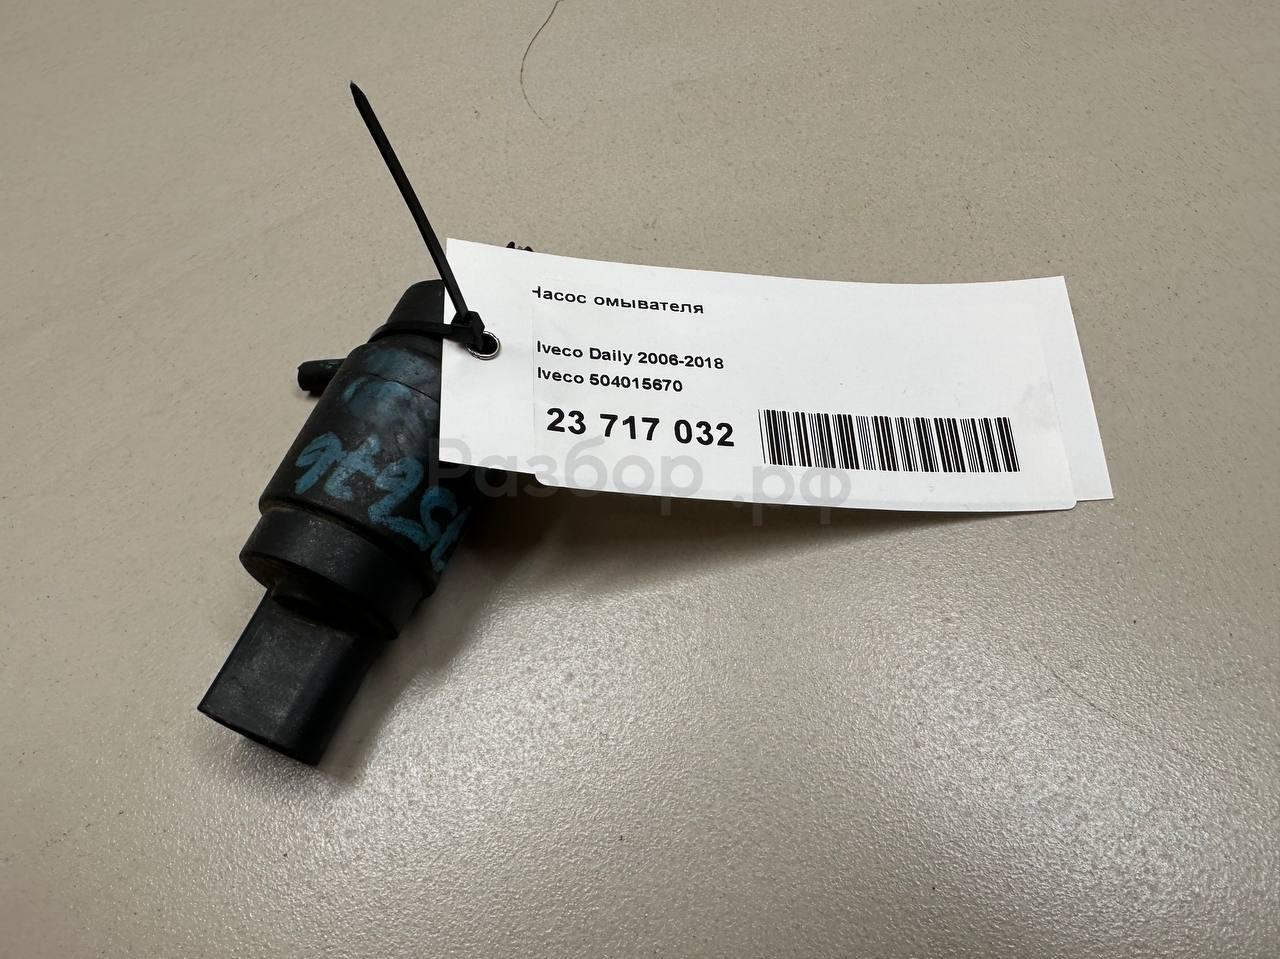 Насос омывателя
Iveco Daily 2006-2018
Iveco 504015670
23 717 032
Разбор.рф